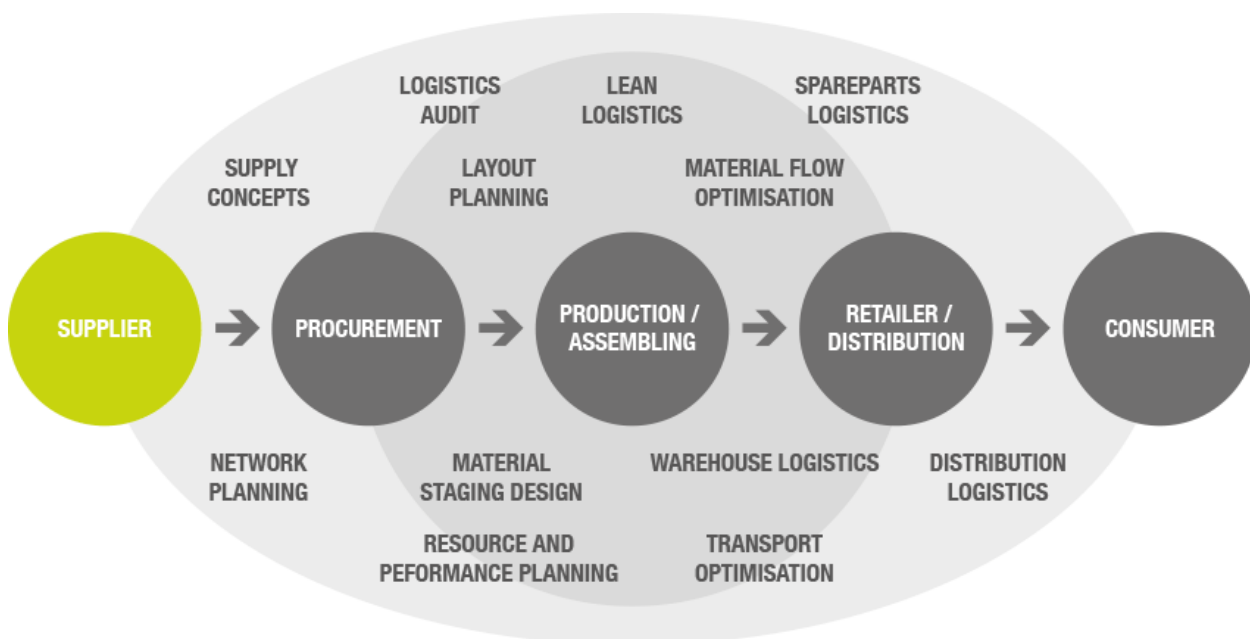 LOGISTICS
AUDIT
LEAN
LOGISTICS
SPAREPARTS
LOGISTICS
SUPPLY
CONCEPTS
LAYOUT
PLANNING
MATERIAL FLOW
OPTIMISATION
SUPPLIER
PROCUREMENT
PRODUCTION /
ASSEMBLING
RETAILER /
DISTRIBUTION
CONSUMER
NETWORK
PLANNING
MATERIAL
STAGING DESIGN
WAREHOUSE LOGISTICS
DISTRIBUTION
LOGISTICS
RESOURCE AND
PEFORMANCE PLANNING
TRANSPORT
OPTIMISATION